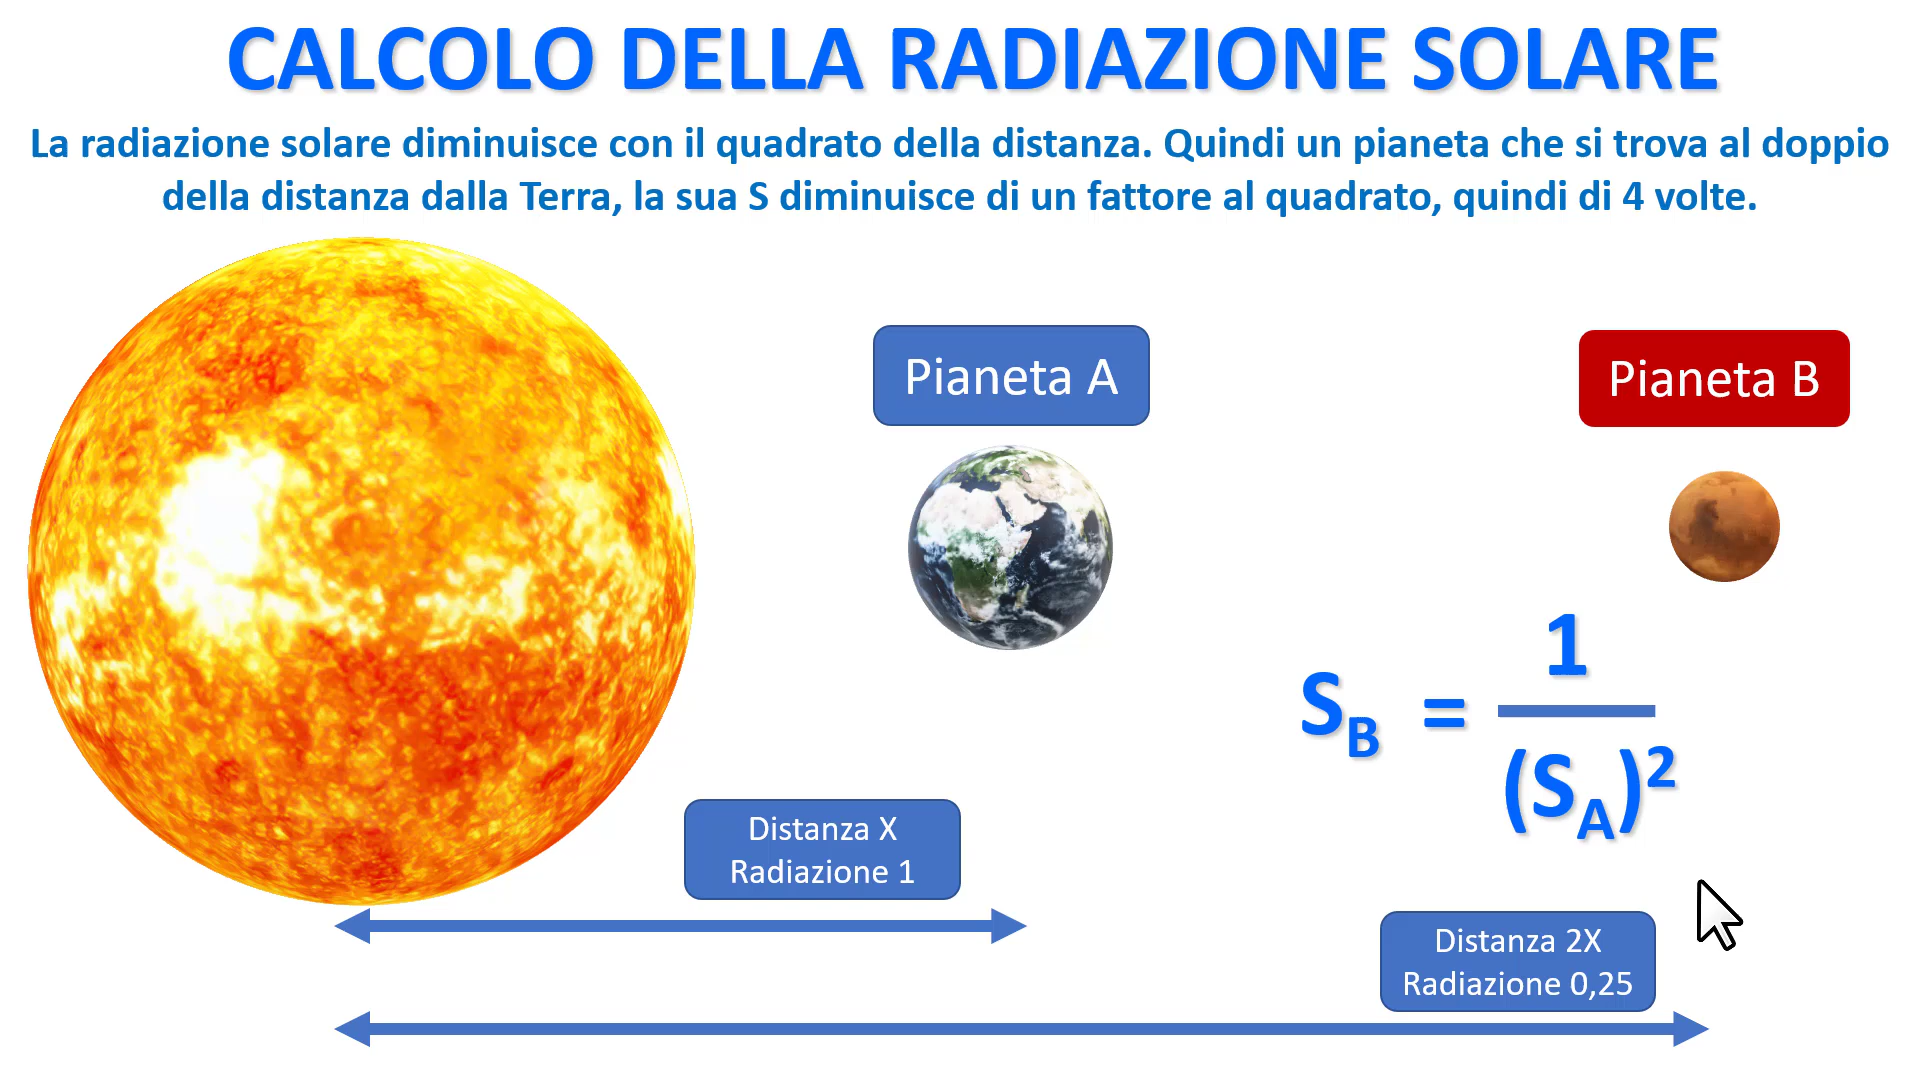 CALCOLO DELLA RADIAZIONE SOLARE
La radiazione solare diminuisce con il quadrato della distanza. Quindi un pianeta che si trova al doppio
della distanza dalla Terra, la sua S diminuisce di un fattore al quadrato, quindi di 4 volte.
Pianeta A
Pianeta B
S_B = 1 / (S_A)²
Distanza X
Radiazione 1
Distanza 2X
Radiazione 0,25